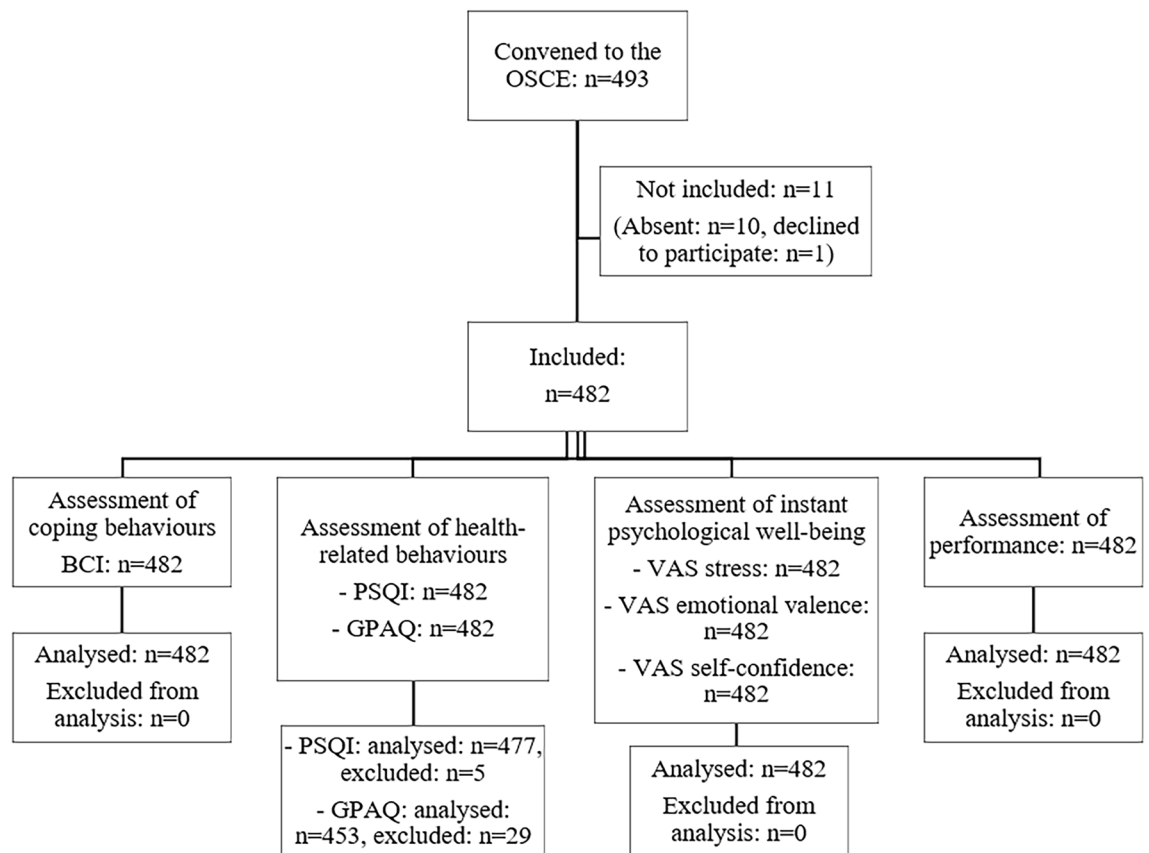 Convened to the
OSCE: n=493
Not included: n=11
(Absent: n=10, declined
to participate: n=1)
Included:
n=482
Assessment of
coping behaviours
BCI: n=482
Assessment of health-
related behaviours
- PSQI: n=482
- GPAQ: n=482
Assessment of instant
psychological well-being
- VAS stress: n=482
- VAS emotional valence:
n=482
- VAS self-confidence:
n=482
Assessment of
performance: n=482
Analysed: n=482
Excluded from
analysis: n=0
- PSQI: analysed: n=477,
excluded: n=5
- GPAQ: analysed:
n=453, excluded: n=29
Analysed: n=482
Excluded from
analysis: n=0
Analysed: n=482
Excluded from
analysis: n=0